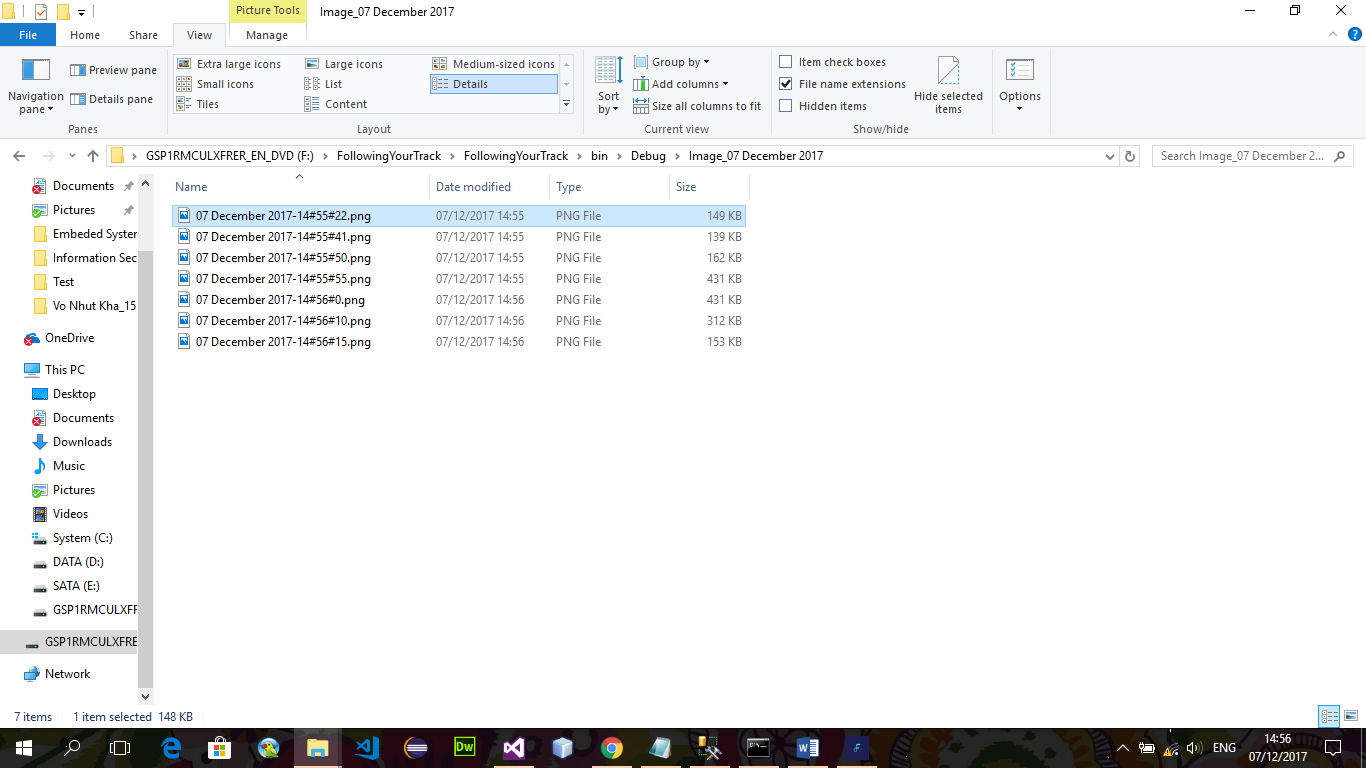 Picture Tools
Image_07 December 2017
File
Home
Share
View
Manage
Navigation pane
Preview pane
Details pane
Panes
Extra large icons
Large icons
Medium-sized icons
Small icons
List
Details
Tiles
Content
Layout
Sort by
Group by
Add columns
Size all columns to fit
Current view
Item check boxes
File name extensions
Hidden items
Hide selected items
Show/hide
Options
GSP1RMCULXFRER_EN_DVD (F:) > FollowingYourTrack > FollowingYourTrack > bin > Debug > Image_07 December 2017
Search Image_07 December 2...
Documents
Pictures
Embeded Syster
Information Sec
Test
Vo Nhut Kha_15
OneDrive
This PC
Desktop
Documents
Downloads
Music
Pictures
Videos
System (C:)
DATA (D:)
SATA (E:)
GSP1RMCULXFF
GSP1RMCULXFRE
Network
Name Date modified Type Size
07 December 2017-14#55#22.png 07/12/2017 14:55 PNG File 149 KB
07 December 2017-14#55#41.png 07/12/2017 14:55 PNG File 139 KB
07 December 2017-14#55#50.png 07/12/2017 14:55 PNG File 162 KB
07 December 2017-14#55#55.png 07/12/2017 14:55 PNG File 431 KB
07 December 2017-14#56#0.png 07/12/2017 14:56 PNG File 431 KB
07 December 2017-14#56#10.png 07/12/2017 14:56 PNG File 312 KB
07 December 2017-14#56#15.png 07/12/2017 14:56 PNG File 153 KB
7 items
1 item selected 148 KB
Dw
ENG
14:56
07/12/2017